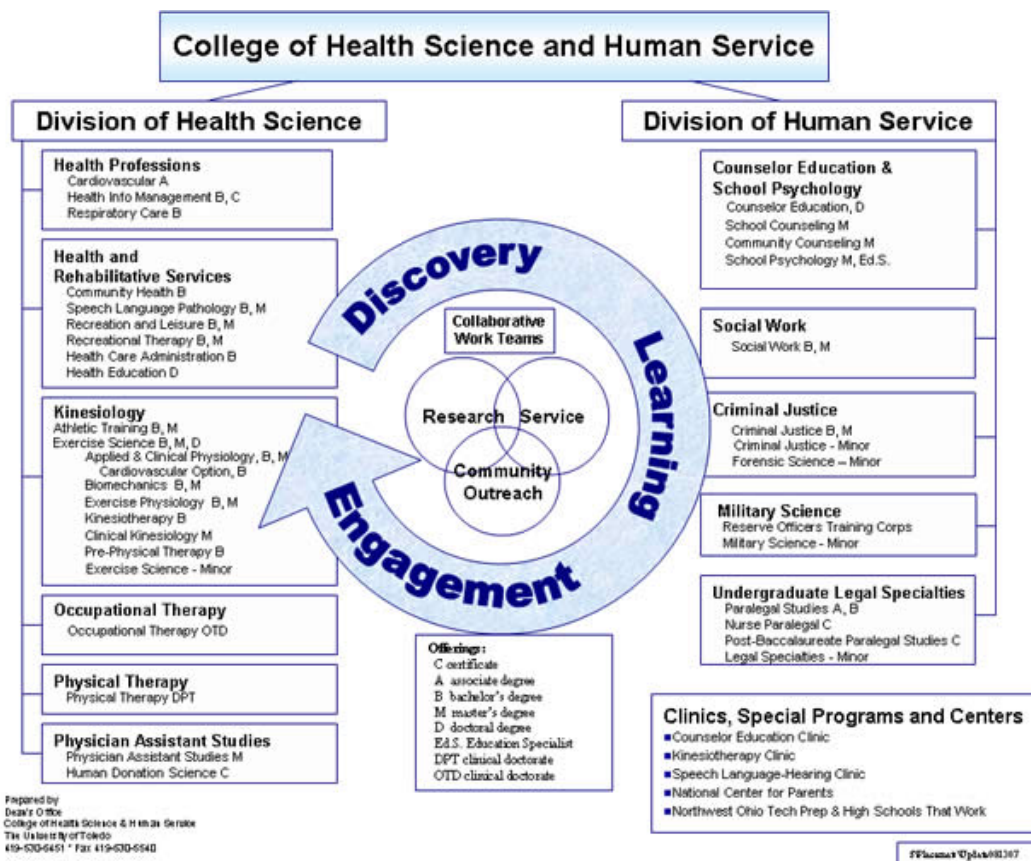 College of Health Science and Human Service
Division of Health Science
Health Professions
Cardiovascular A
Health Info Management B, C
Respiratory Care B
Health and
Rehabilitative Services
Community Health B
Speech Language Pathology B, M
Recreation and Leisure B, M
Recreational Therapy B, M
Health Care Administration B
Health Education D
Kinesiology
Athletic Training B, M
Exercise Science B, M, D
Applied & Clinical Physiology, B, M
Cardiovascular Option, B
Biomechanics B, M
Exercise Physiology B, M
Kinesiotherapy B
Clinical Kinesiology M
Pre-Physical Therapy B
Exercise Science - Minor
Occupational Therapy
Occupational Therapy OTD
Physical Therapy
Physical Therapy DPT
Physician Assistant Studies
Physician Assistant Studies M
Human Donation Science C
Discovery
Learning
Engagement
Collaborative
Work Teams
Research
Service
Community
Outreach
Offerings:
C certificate
A associate degree
B bachelor's degree
M master's degree
D doctoral degree
Ed.S. Education Specialist
DPT clinical doctorate
OTD clinical doctorate
Division of Human Service
Counselor Education &
School Psychology
Counselor Education, D
School Counseling M
Community Counseling M
School Psychology M, Ed.S.
Social Work
Social Work B, M
Criminal Justice
Criminal Justice B, M
Criminal Justice - Minor
Forensic Science – Minor
Military Science
Reserve Officers Training Corps
Military Science - Minor
Undergraduate Legal Specialties
Paralegal Studies A, B
Nurse Paralegal C
Post-Baccalaureate Paralegal Studies C
Legal Specialties - Minor
Clinics, Special Programs and Centers
Counselor Education Clinic
Kinesiotherapy Clinic
Speech Language-Hearing Clinic
National Center for Parents
Northwest Ohio Tech Prep & High Schools That Work
Prepared by
Dean's Office
College of Health Science & Human Service
The University of Toledo